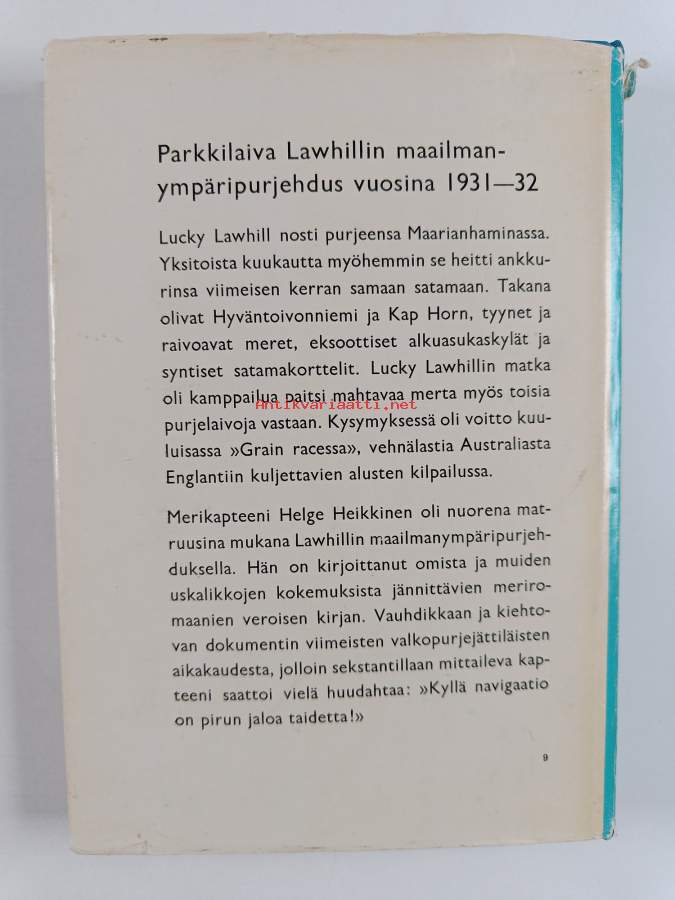 Parkkilaiva Lawhillin maailman-
ympäripurjehdus vuosina 1931—32
Lucky Lawhill nosti purjeensa Maarianhaminassa.
Yksitoista kuukautta myöhemmin se heitti ankku-
rinsa viimeisen kerran samaan satamaan. Takana
olivat Hyväntoivonniemi ja Kap Horn, tyynet ja
raivoavat meret, eksoottiset alkuasukaskylät ja
syntiset satamakorttelit. Lucky Lawhillin matka
oli kamppailua paitsi mahtavaa merta myös toisia
Antikvariaatti.net
purjelaivoja vastaan. Kysymyksessä oli voitto kuu-
luisassa »Grain racessa», vehnälastia Australiasta
Englantiin kuljettavien alusten kilpailussa.
Merikapteeni Helge Heikkinen oli nuorena mat-
ruusina mukana Lawhillin maailmanympäripurjeh-
duksella. Hän on kirjoittanut omista ja muiden
uskalikkojen kokemuksista jännittävien meriro-
maanien veroisen kirjan. Vauhdikkaan ja kiehto-
van dokumentin viimeisten valkopurjejättiläisten
aikakaudesta, jolloin sekstantillaan mittaileva kap-
teeni saattoi vielä huudahtaa: »Kyllä navigaatio
on pirun jaloa taidetta!»
9